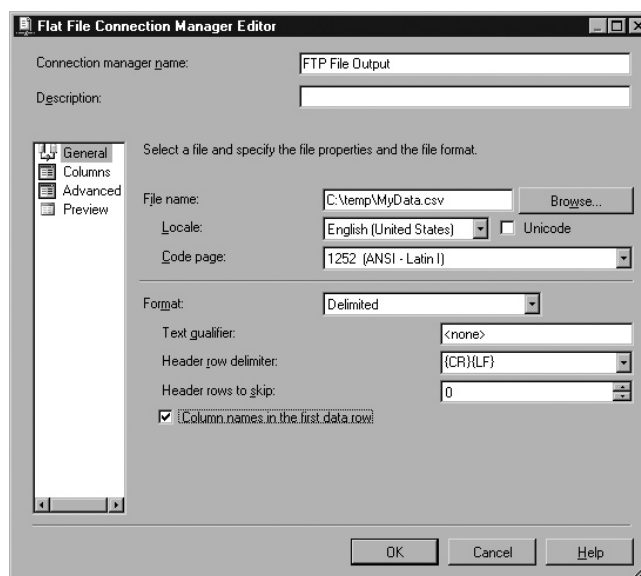 Flat File Connection Manager Editor
Connection manager name: FTP File Output
Description:
General
Columns
Advanced
Preview
Select a file and specify the file properties and the file format.
File name: C:\temp\MyData.csv Browse...
Locale: English (United States) Unicode
Code page: 1252 (ANSI - Latin I)
Format: Delimited
Text qualifier: <none>
Header row delimiter: {CR}{LF}
Header rows to skip: 0
Column names in the first data row
OK Cancel Help